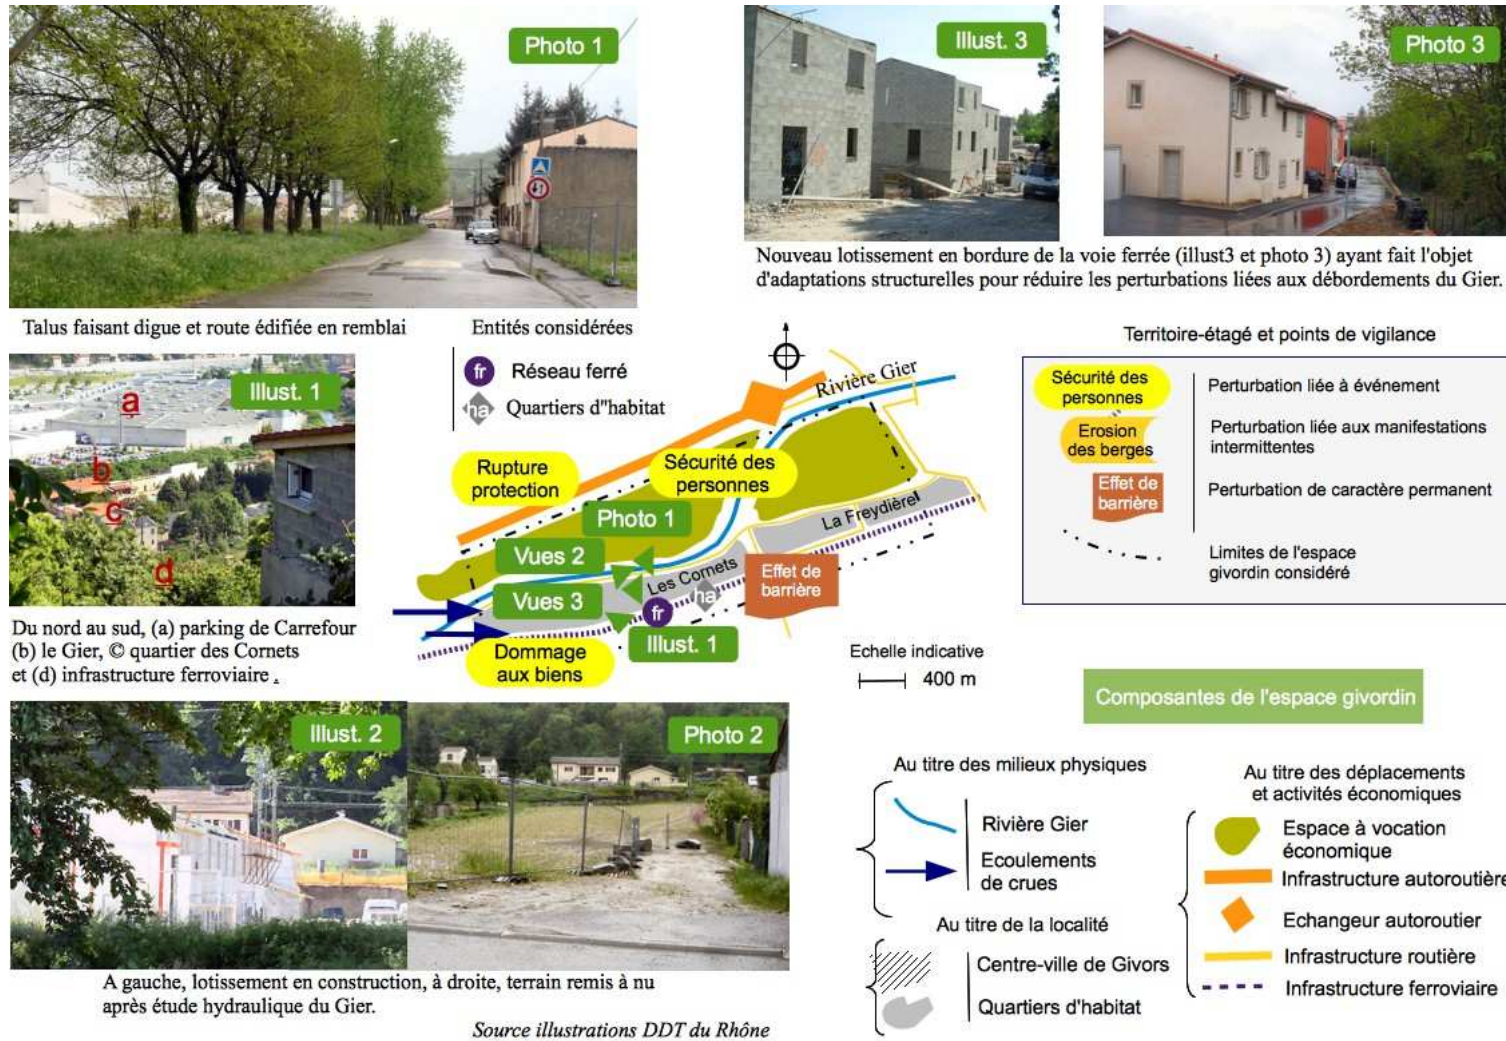 Photo 1
Illust. 3
Photo 3
Nouveau lotissement en bordure de la voie ferrée (illust3 et photo 3) ayant fait l'objet
d'adaptations structurelles pour réduire les perturbations liées aux débordements du Gier.
Talus faisant digue et route édifiée en remblai
Entités considérées
fr Réseau ferré
ha Quartiers d"habitat
Illust. 1
a
b
c
d
Du nord au sud, (a) parking de Carrefour
(b) le Gier, © quartier des Cornets
et (d) infrastructure ferroviaire .
Rivière Gier
Rupture
protection
Sécurité des
personnes
Photo 1
La Freydière
Vues 2
Les Cornets
Effet de
barrière
Vues 3
ha
fr
Illust. 1
Dommage
aux biens
Echelle indicative
400 m
Territoire-étagé et points de vigilance
Sécurité des
personnes
Perturbation liée à événement
Erosion
des berges
Perturbation liée aux manifestations
intermittentes
Effet de
barrière
Perturbation de caractère permanent
Limites de l'espace
givordin considéré
Illust. 2
Photo 2
A gauche, lotissement en construction, à droite, terrain remis à nu
après étude hydraulique du Gier.
Source illustrations DDT du Rhône
Composantes de l'espace givordin
Au titre des milieux physiques
Rivière Gier
Ecoulements
de crues
Au titre de la localité
Centre-ville de Givors
Quartiers d'habitat
Au titre des déplacements
et activités économiques
Espace à vocation
économique
Infrastructure autoroutière
Echangeur autoroutier
Infrastructure routière
Infrastructure ferroviaire